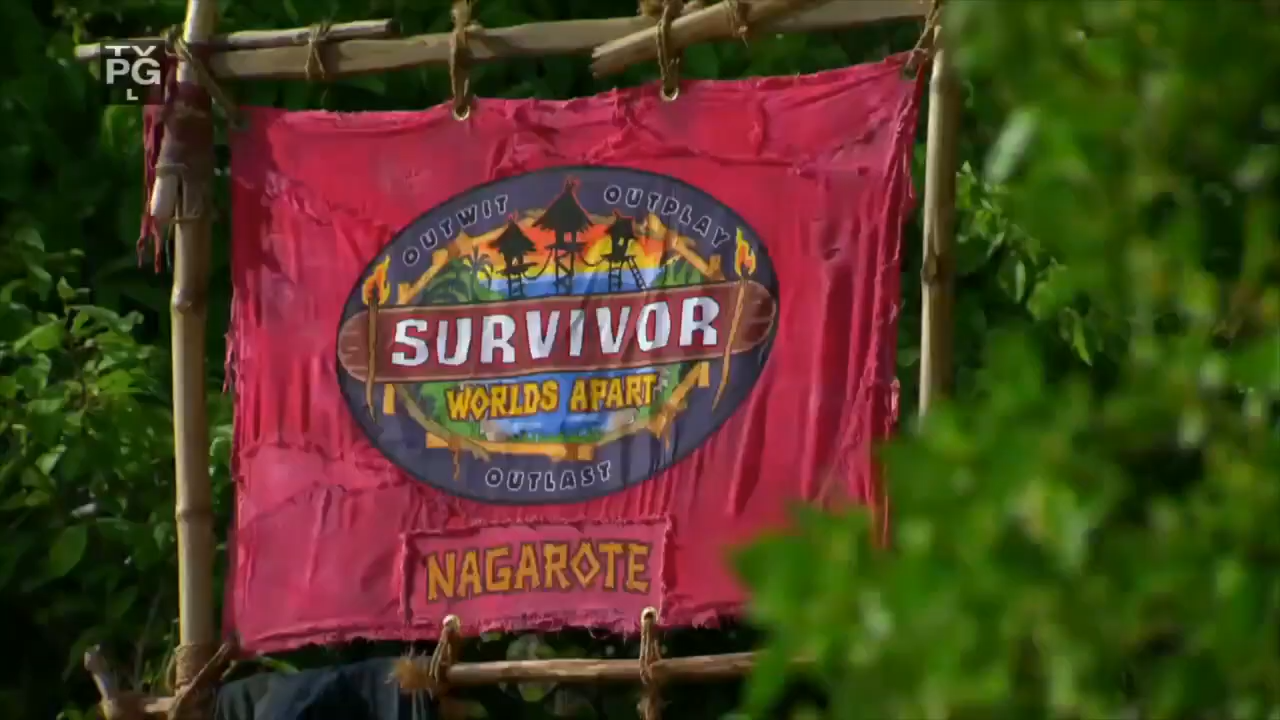 TV
PG
L
OUTWIT OUTPLAY
SURVIVOR
WORLDS APART
OUTLAST
NAGAROTE